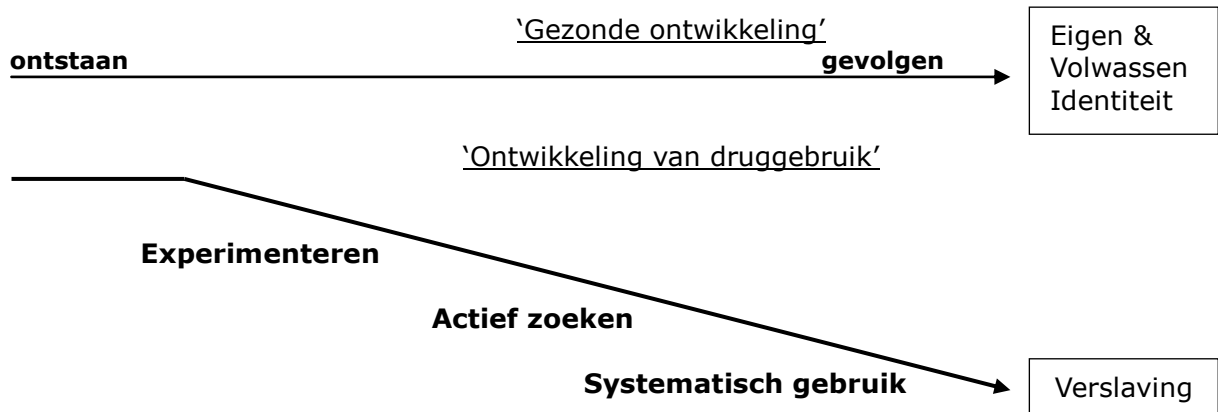 ‘Gezonde ontwikkeling’
ontstaan
gevolgen
Eigen &
Volwassen
Identiteit
‘Ontwikkeling van druggebruik’
Experimenteren
Actief zoeken
Systematisch gebruik
Verslaving